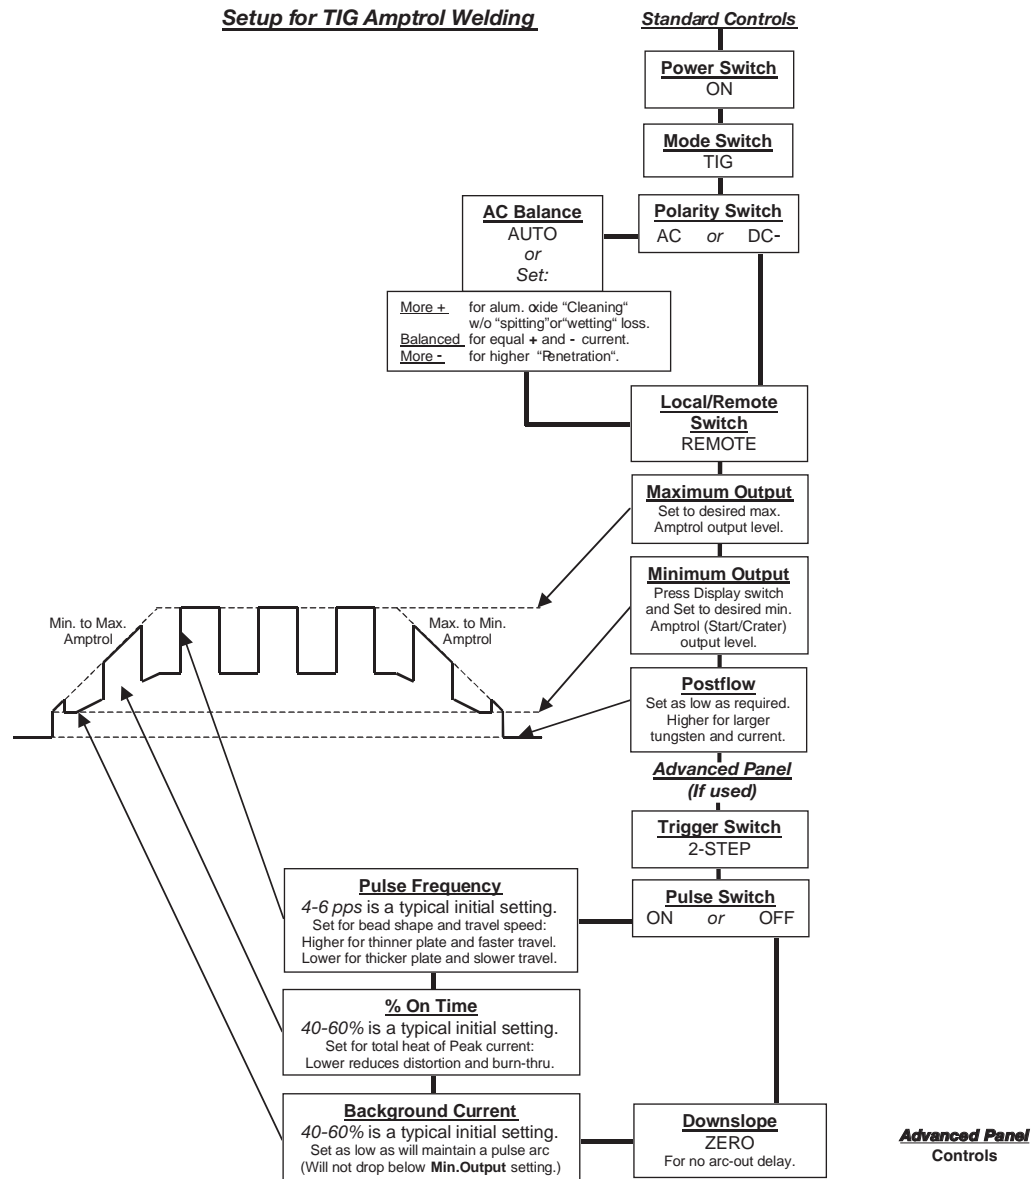 Setup for TIG Amptrol Welding
Standard Controls
Power Switch
ON
Mode Switch
TIG
AC Balance
AUTO
or
Set:
Polarity Switch
AC or DC-
More + for alum. oxide “Cleaning“
w/o “spitting”or“wetting“ loss.
Balanced for equal + and - current.
More - for higher “Penetration“.
Local/Remote
Switch
REMOTE
Maximum Output
Set to desired max.
Amptrol output level.
Minimum Output
Press Display switch
and Set to desired min.
Amptrol (Start/Crater)
output level.
Min. to Max.
Amptrol
Max. to Min.
Amptrol
Postflow
Set as low as required.
Higher for larger
tungsten and current.
Advanced Panel
(If used)
Trigger Switch
2-STEP
Pulse Frequency
4-6 pps is a typical initial setting.
Set for bead shape and travel speed:
Higher for thinner plate and faster travel.
Lower for thicker plate and slower travel.
Pulse Switch
ON or OFF
% On Time
40-60% is a typical initial setting.
Set for total heat of Peak current:
Lower reduces distortion and burn-thru.
Background Current
40-60% is a typical initial setting.
Set as low as will maintain a pulse arc
(Will not drop below Min.Output setting.)
Downslope
ZERO
For no arc-out delay.
Advanced Panel
Controls